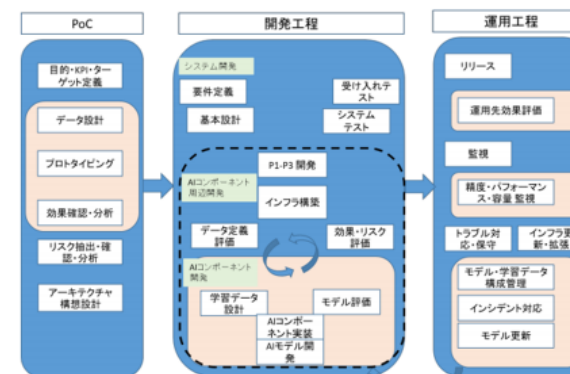 PoC
目的・KPI・ター
ゲット定義
データ設計
プロトタイピング
効果確認・分析
リスク抽出・確
認・分析
アーキテクチャ
構想設計
開発工程
システム開発
要件定義
基本設計
受け入れテ
スト
システム
テスト
P1-P3 開発
AIコンポーネント
周辺開発
インフラ構築
データ定義
評価
効果・リスク
評価
AIコンポーネント
開発
学習データ
設計
モデル評価
AIコンポー
ネント実装
AIモデル開
発
運用工程
リリース
運用先効果評価
監視
精度・パフォーマン
ス・容量 監視
トラブル対
応・保守
インフラ更
新・拡張
モデル・学習データ
構成管理
インシデント対応
モデル更新